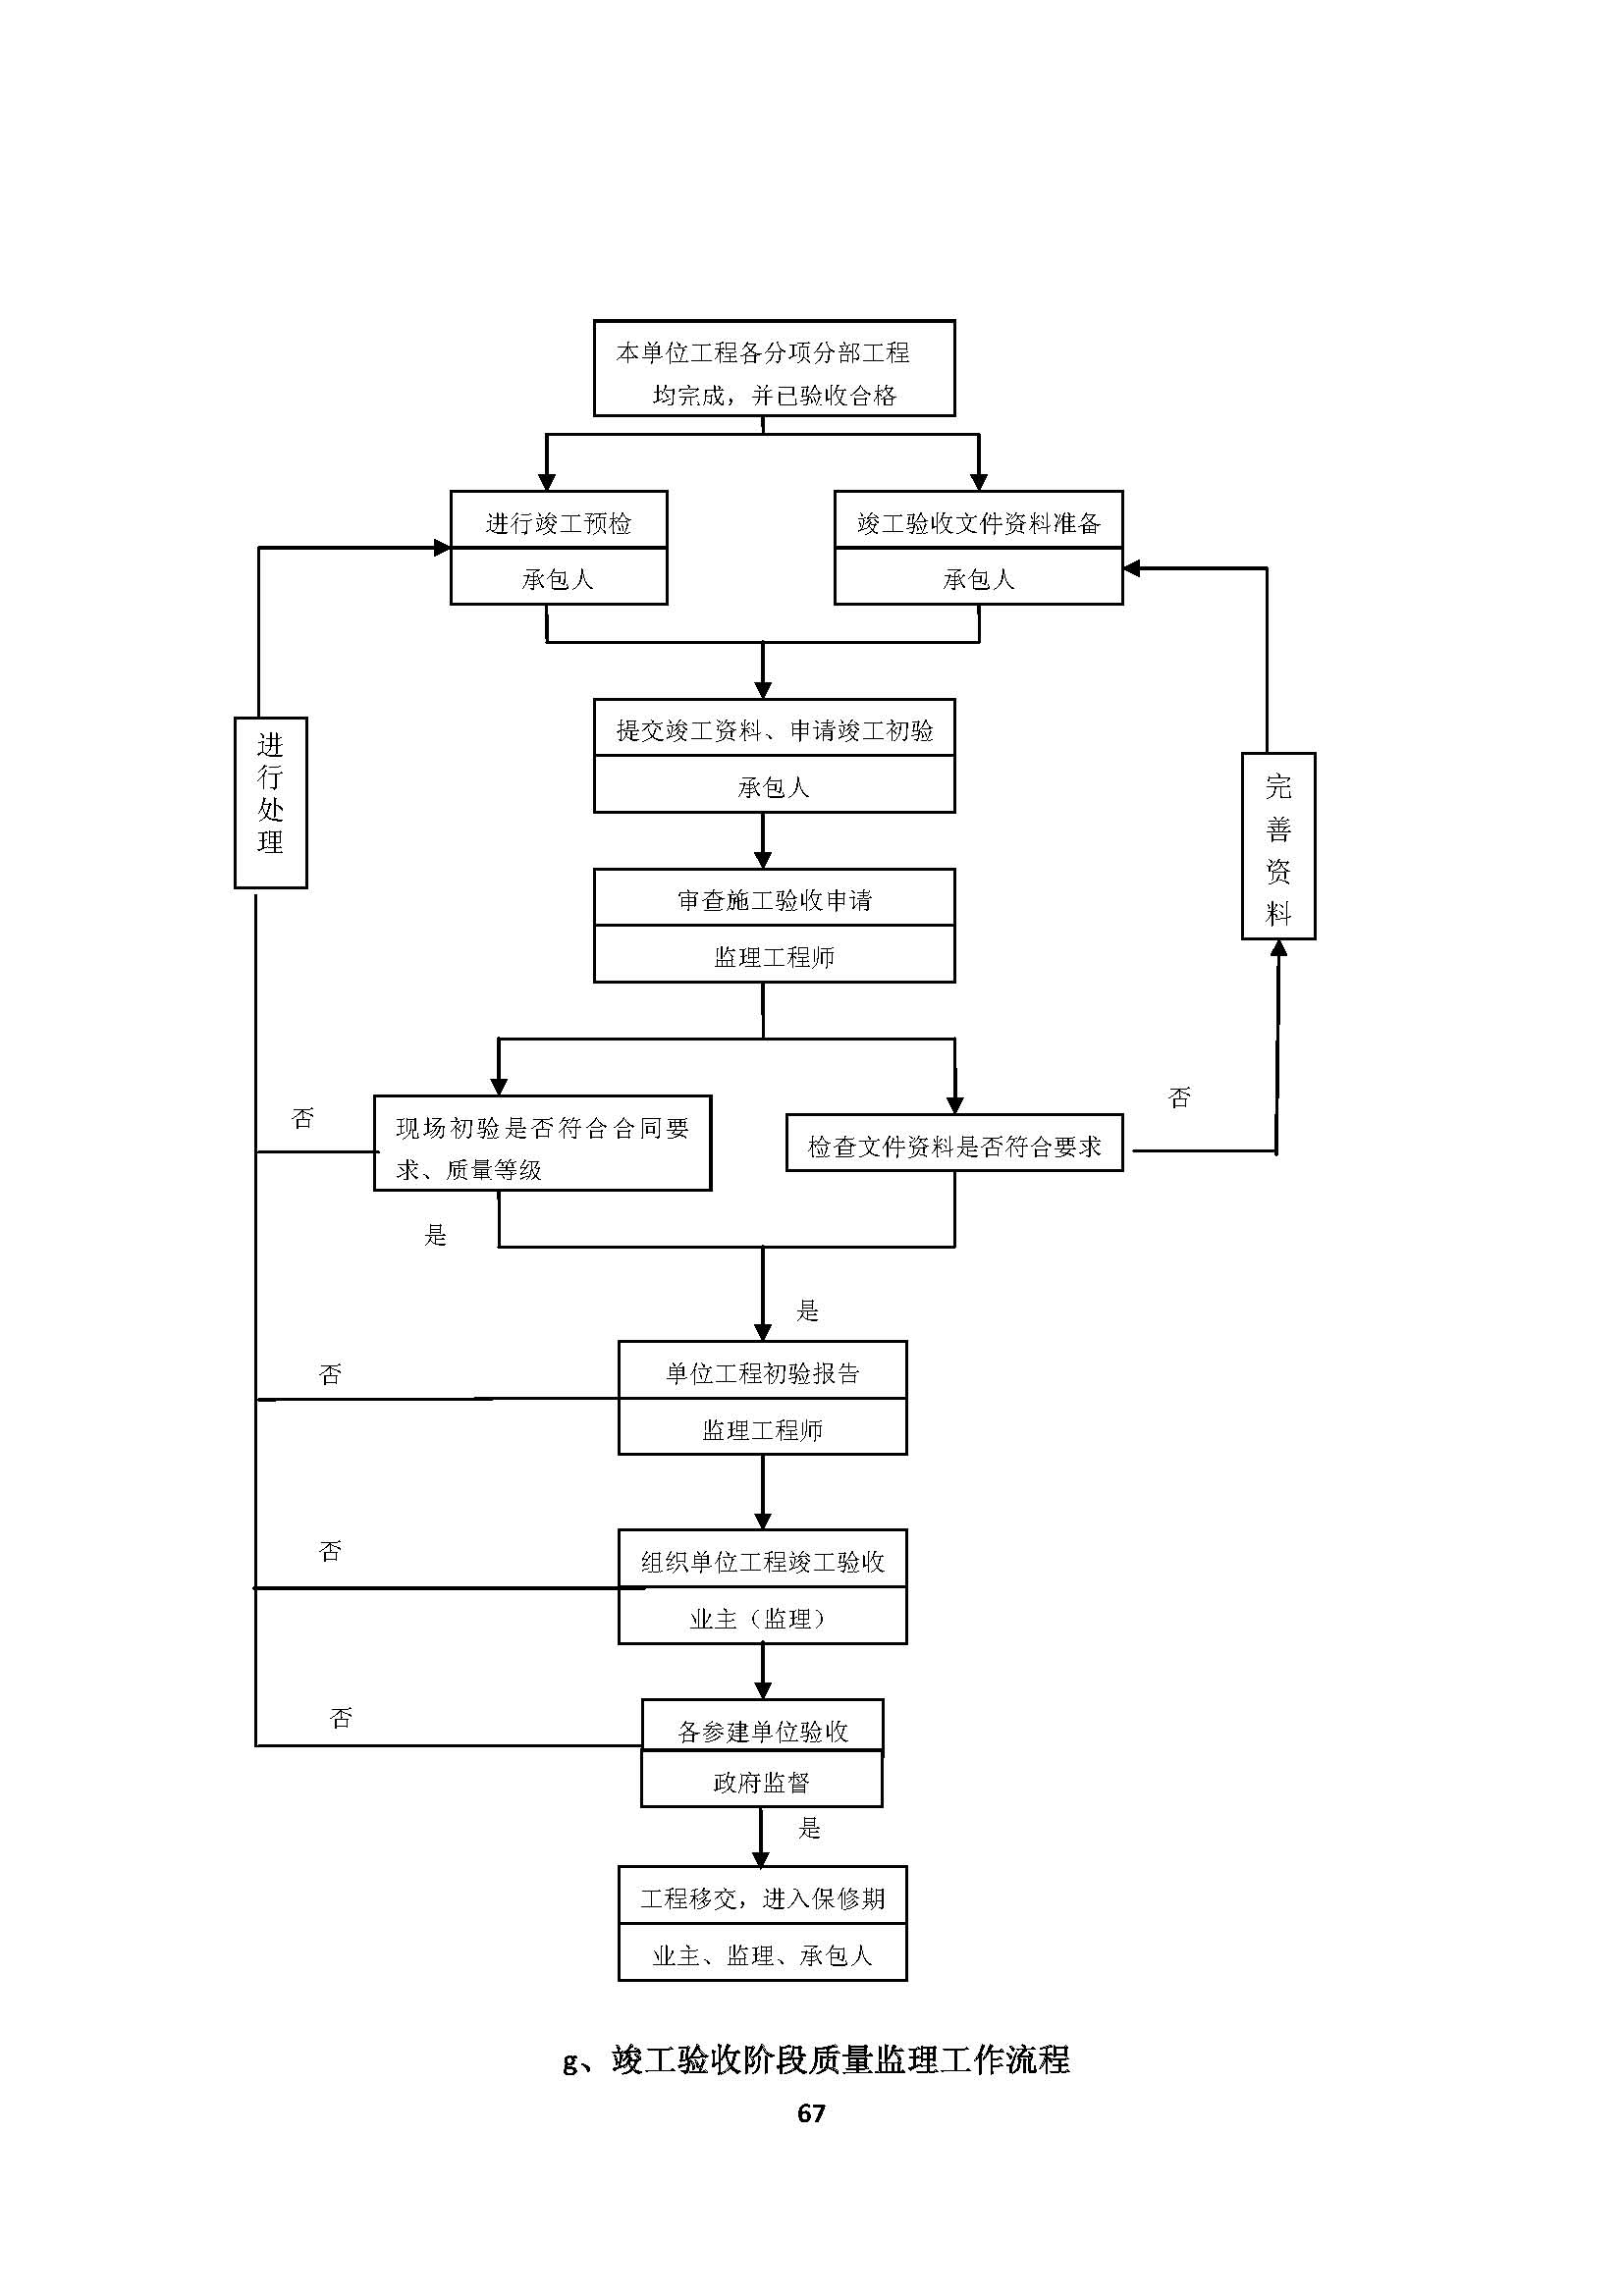 本单位工程各分项分部工程
均完成，并已验收合格
进行竣工预检
承包人
竣工验收文件资料准备
承包人
提交竣工资料、申请竣工初验
承包人
进
行
处
理
完
善
资
料
审查施工验收申请
监理工程师
否
现场初验是否符合合同要
求、质量等级
检查文件资料是否符合要求
否
是
是
单位工程初验报告
监理工程师
否
否
组织单位工程竣工验收
业主（监理）
否
各参建单位验收
政府监督
是
工程移交，进入保修期
业主、监理、承包人
g、竣工验收阶段质量监理工作流程
67